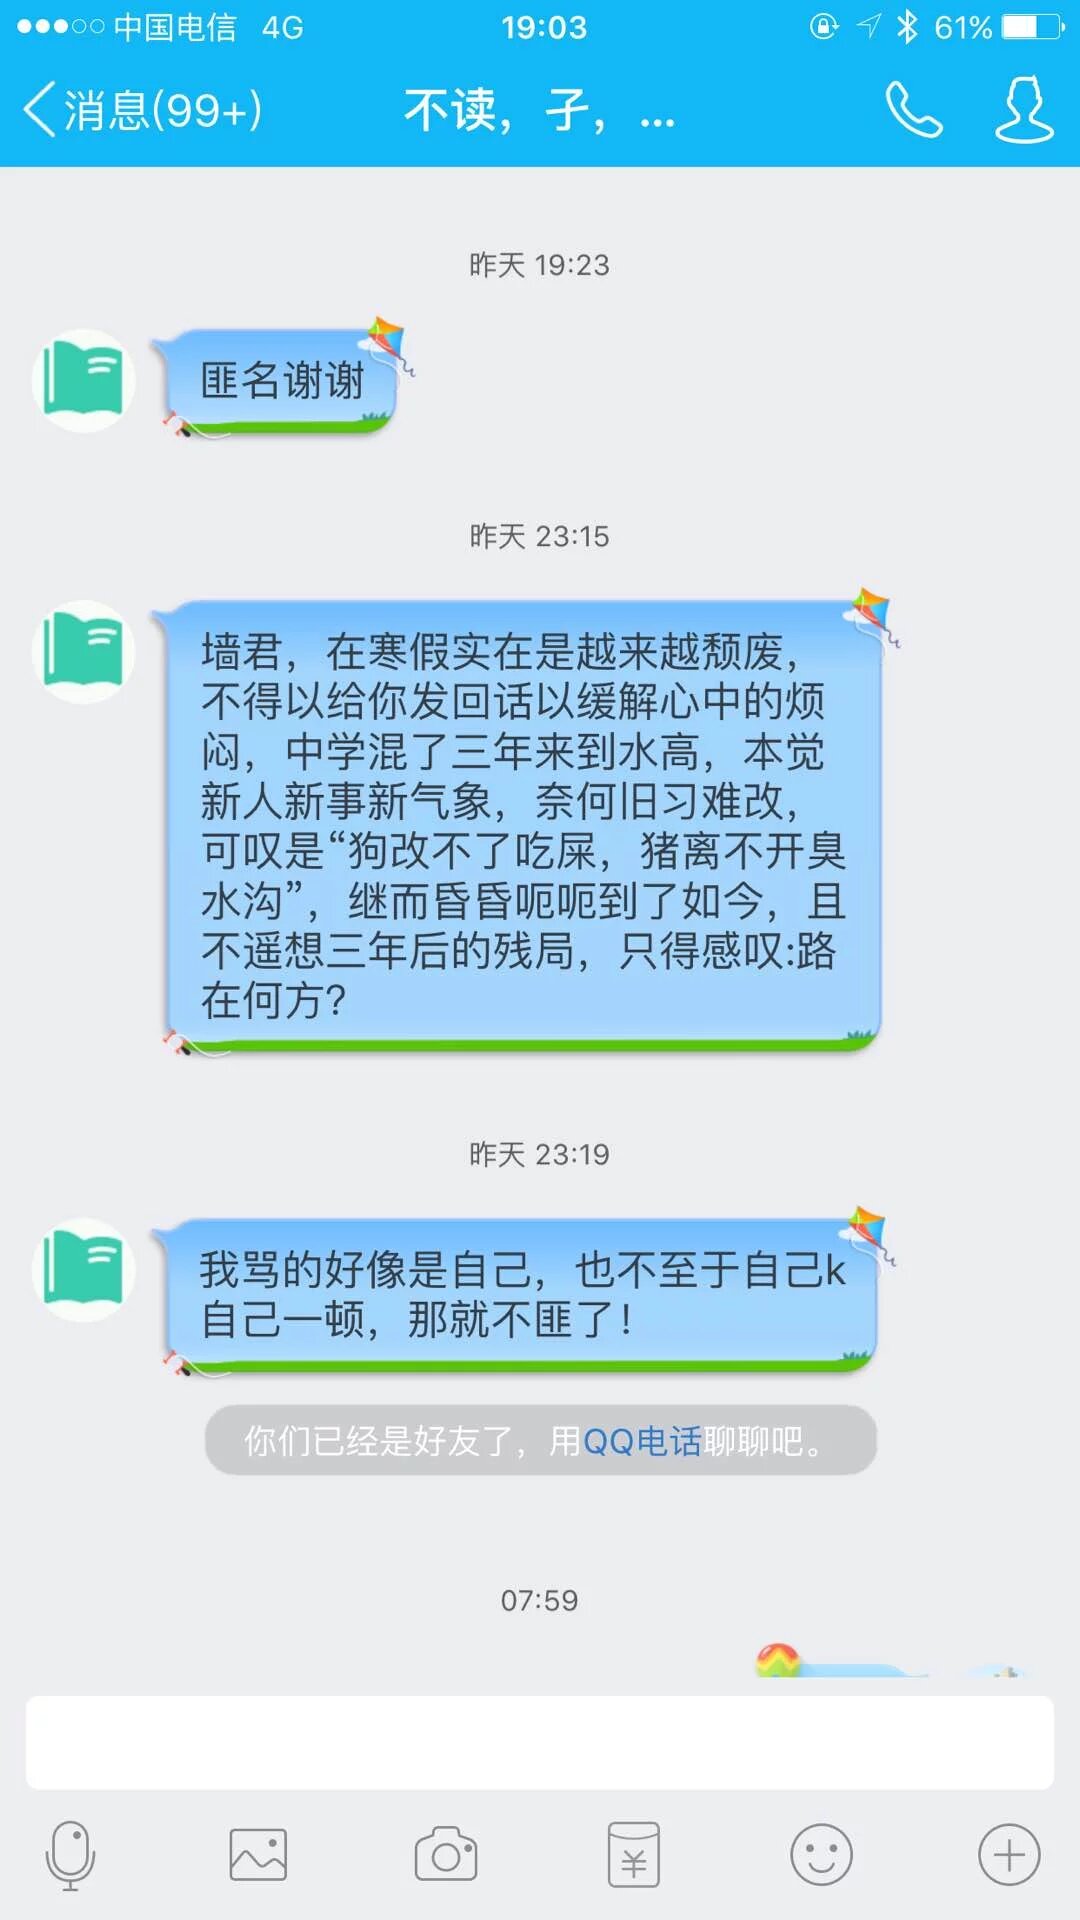 中国电信 4G 19:03 61%
消息(99+) 不读，孑，...
昨天 19:23
匿名谢谢
昨天 23:15
墙君，在寒假实在是越来越颓废，
不得以给你发回话以缓解心中的烦
闷，中学混了三年来到水高，本觉
新人新事新气象，奈何旧习难改，
可叹是“狗改不了吃屎，猪离不开臭
水沟”，继而昏昏呃呃到了如今，且
不遥想三年后的残局，只得感叹:路
在何方?
昨天 23:19
我骂的好像是自己，也不至于自己k
自己一顿，那就不匿了！
你们已经是好友了，用QQ电话聊聊吧。
07:59